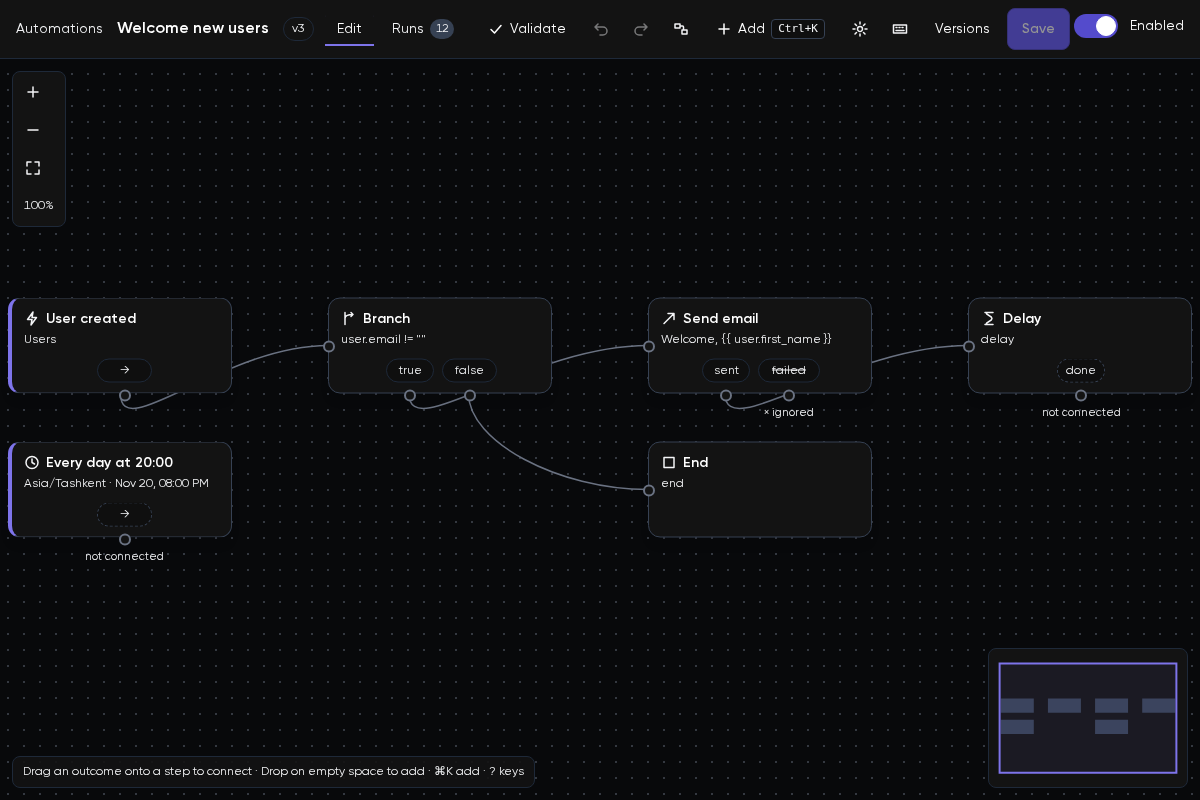 Automations Welcome new users v3 Edit Runs 12 Validate Add Ctrl+K Versions Save Enabled
100%
User created
Users
→
Branch
user.email != ""
true false
Send email
Welcome, {{ user.first_name }}
sent failed
× ignored
Delay
delay
done
not connected
Every day at 20:00
Asia/Tashkent · Nov 20, 08:00 PM
→
not connected
End
end
Drag an outcome onto a step to connect · Drop on empty space to add · ⌘K add · ? keys